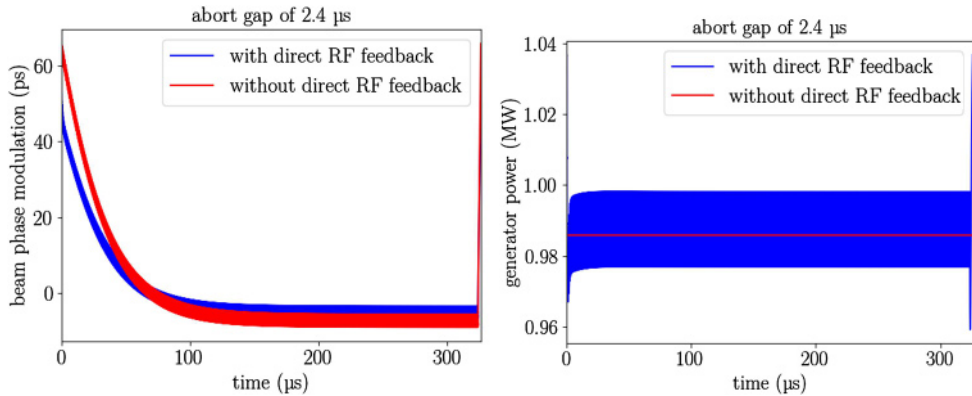 abort gap of 2.4 µs
beam phase modulation (ps)
60
40
20
0
with direct RF feedback
without direct RF feedback
0
100
200
300
time (µs)
abort gap of 2.4 µs
generator power (MW)
1.04
1.02
1.00
0.98
0.96
with direct RF feedback
without direct RF feedback
0
100
200
300
time (µs)